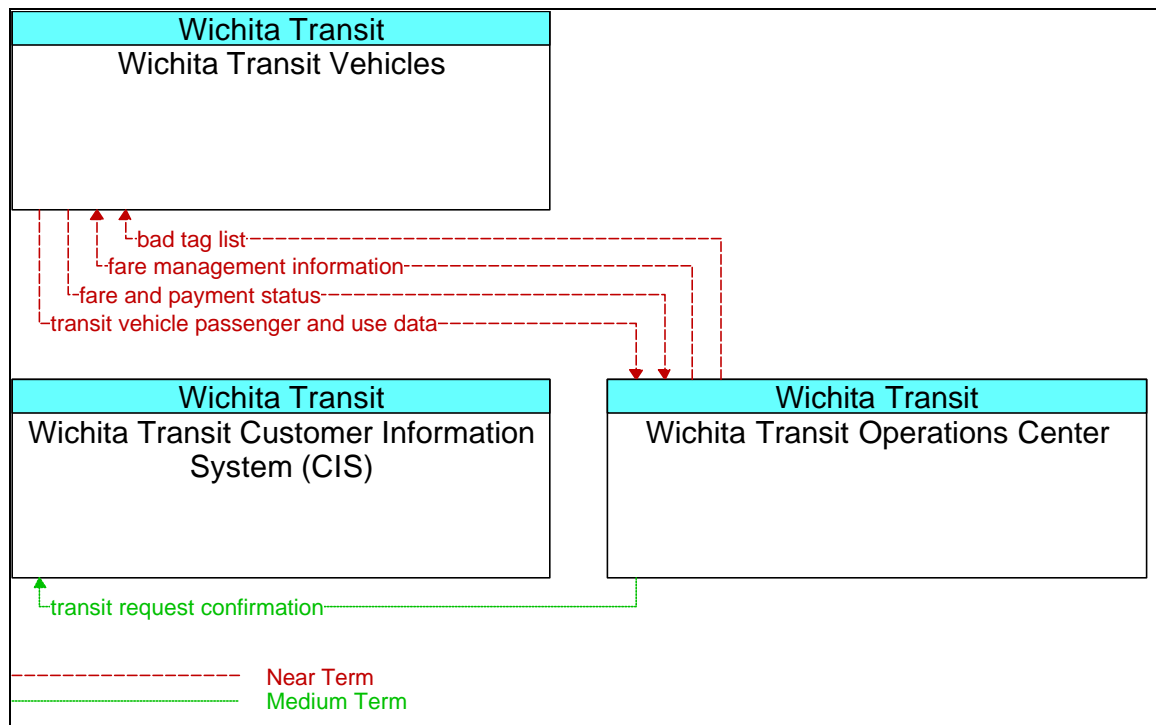 Wichita Transit
Wichita Transit Vehicles
bad tag list
fare management information
fare and payment status
transit vehicle passenger and use data
Wichita Transit
Wichita Transit Customer Information
System (CIS)
Wichita Transit
Wichita Transit Operations Center
transit request confirmation
Near Term
Medium Term